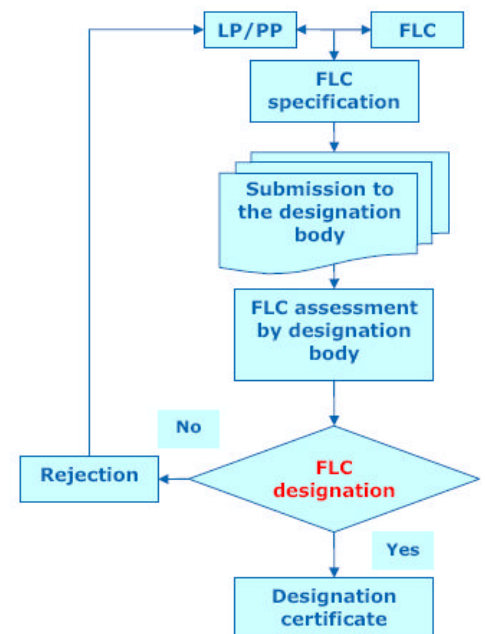 LP/PP
FLC
FLC
specification
Submission to
the designation
body
FLC assessment
by designation
body
No
Rejection
FLC
designation
Yes
Designation
certificate